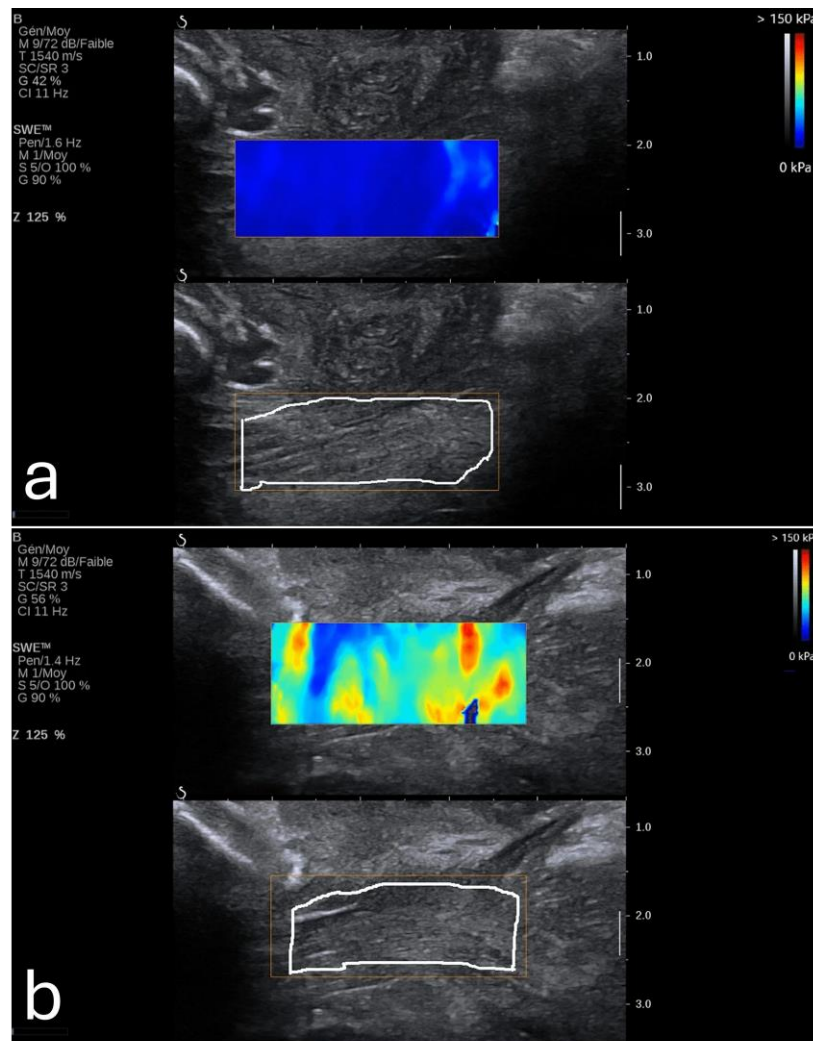 B
Gén/Moy
M 9/72 dB/Faible
T 1540 m/s
SC/SR 3
G 42 %
CI 11 Hz
SWE™
Pen/1.6 Hz
M 1/Moy
S 5/O 100 %
G 90 %
Z 125 %
> 150 kPa
0 kPa
1.0
2.0
3.0
1.0
2.0
3.0
a
B
Gén/Moy
M 9/72 dB/Faible
T 1540 m/s
SC/SR 3
G 56 %
CI 11 Hz
SWE™
Pen/1.4 Hz
M 1/Moy
S 5/O 100 %
G 90 %
Z 125 %
> 150 kP
0 kPa
1.0
2.0
3.0
1.0
2.0
3.0
b